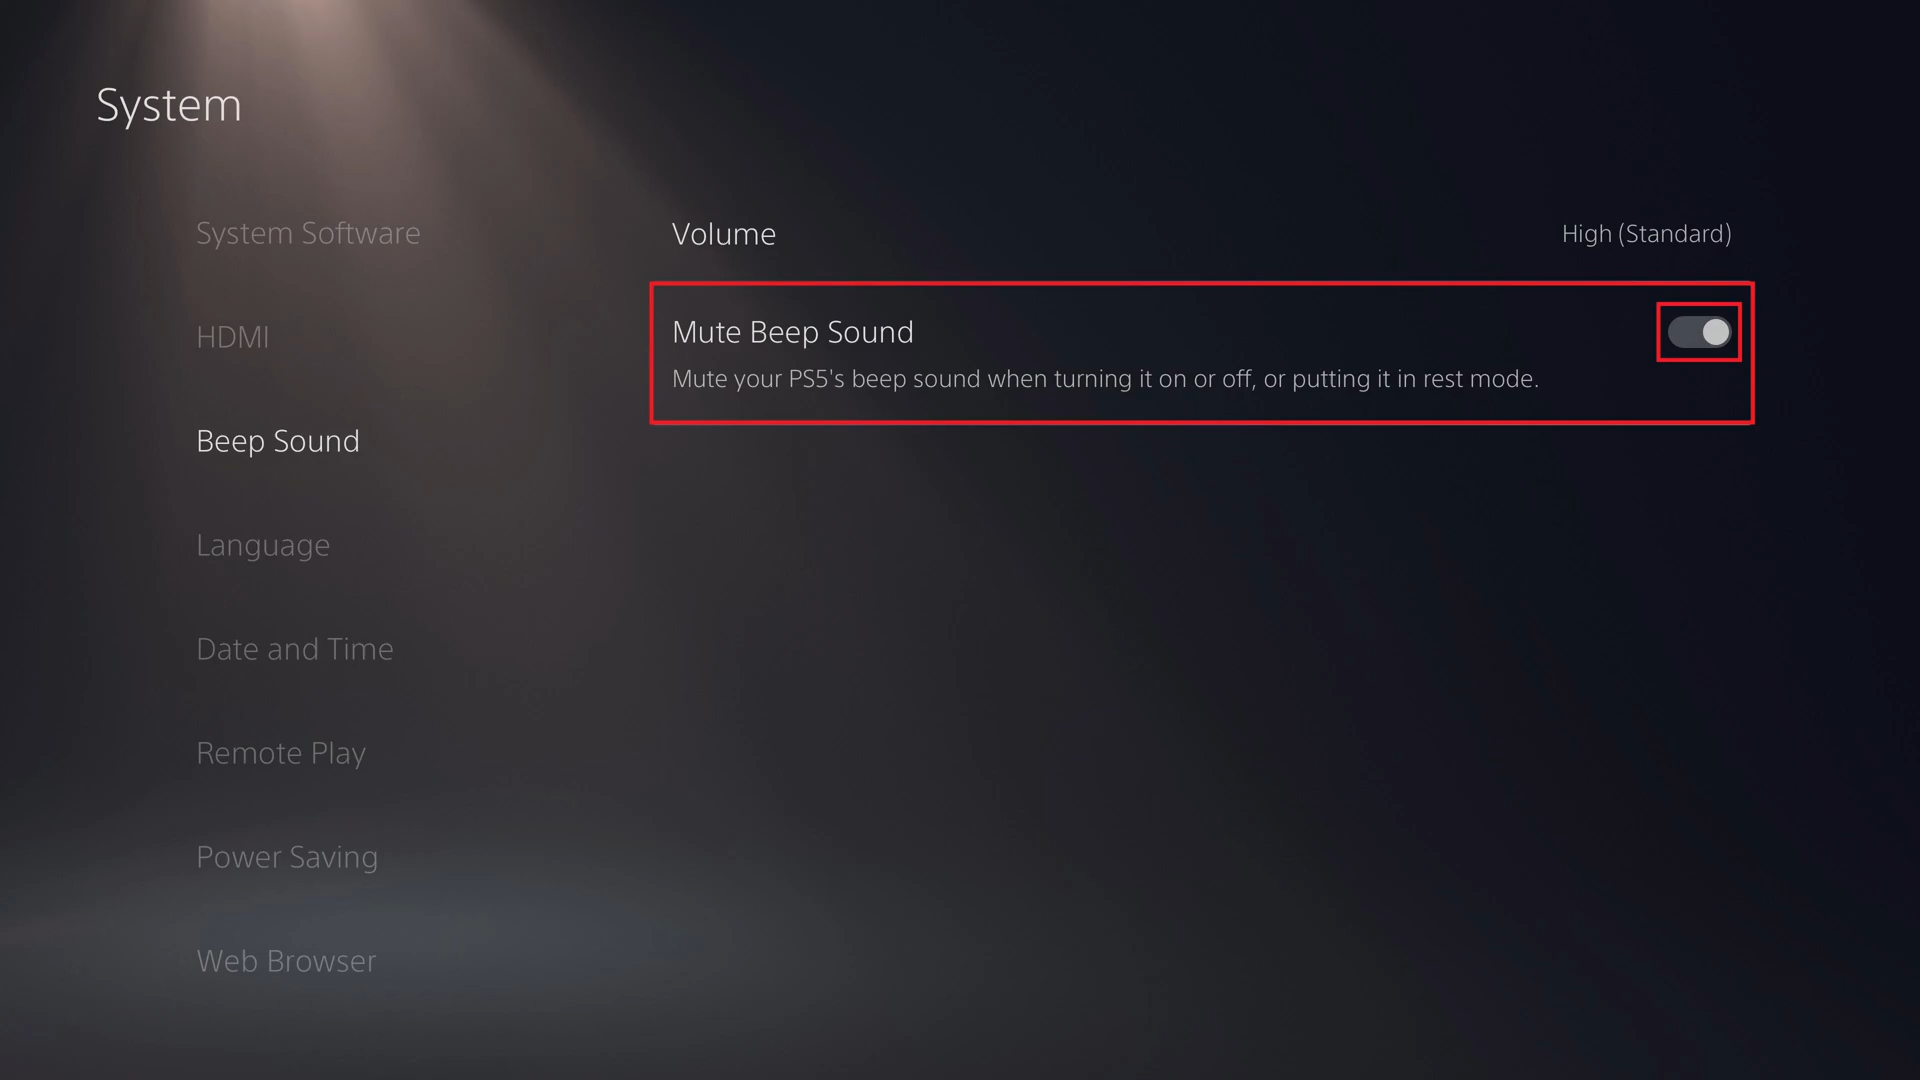 System
System Software
HDMI
Beep Sound
Language
Date and Time
Remote Play
Power Saving
Web Browser
Volume High (Standard)
Mute Beep Sound
Mute your PS5's beep sound when turning it on or off, or putting it in rest mode.